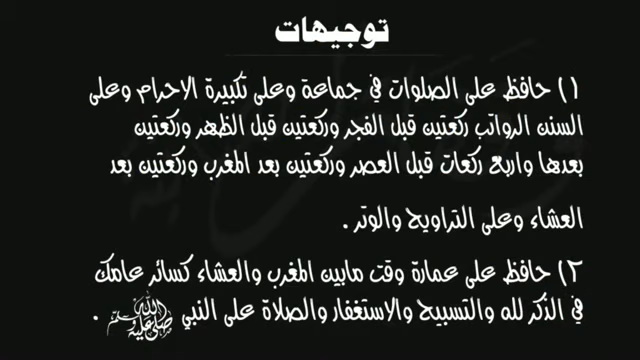 توجيهات
١) حافظ على الصلوات في جماعة وعلى تكبيرة الاحرام وعلى
السنن الرواتب ركعتين قبل الفجر وركعتين قبل الظهر وركعتين
بعدها واربع ركعات قبل العصر وركعتين بعد المغرب وركعتين بعد
العشاء وعلى التراويح والوتر .
٢) حافظ على عمارة وقت مابين المغرب والعشاء كسائر عامك
في الذكر لله والتسبيح والاستغفار والصلاة على النبي صلى الله عليه وسلم .